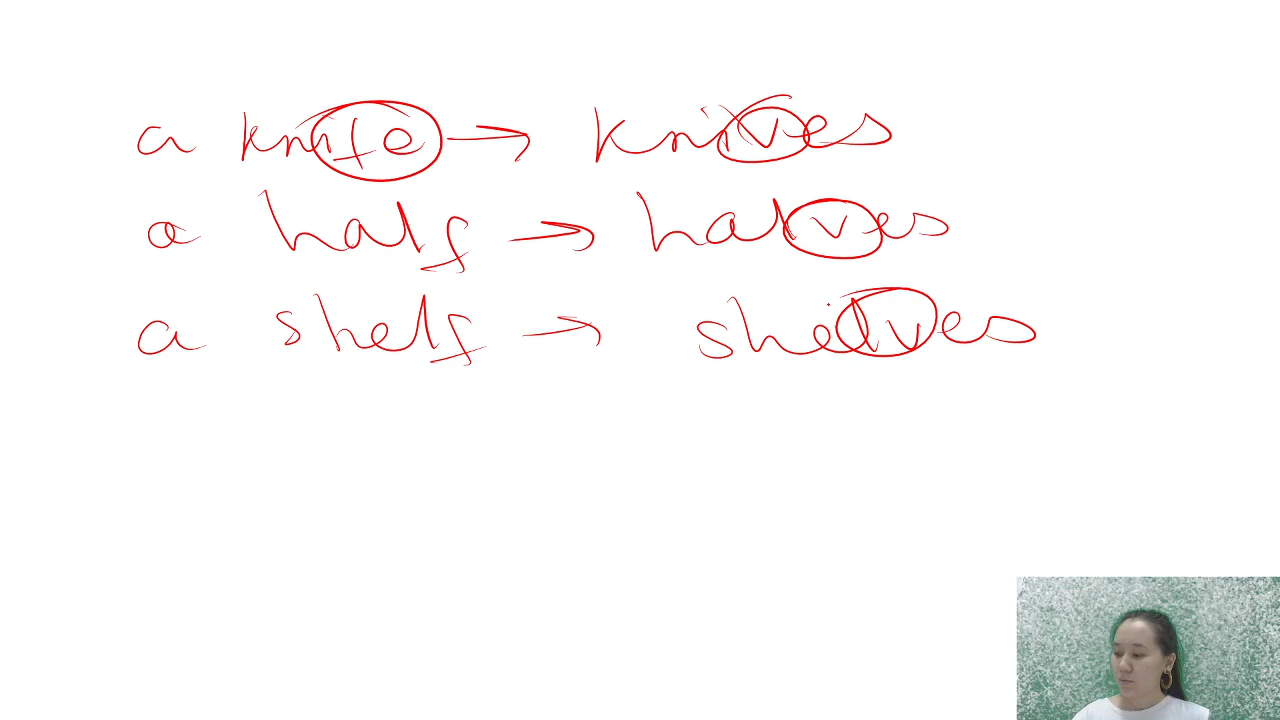 a knife → knives
a half → halves
a shelf → shelves